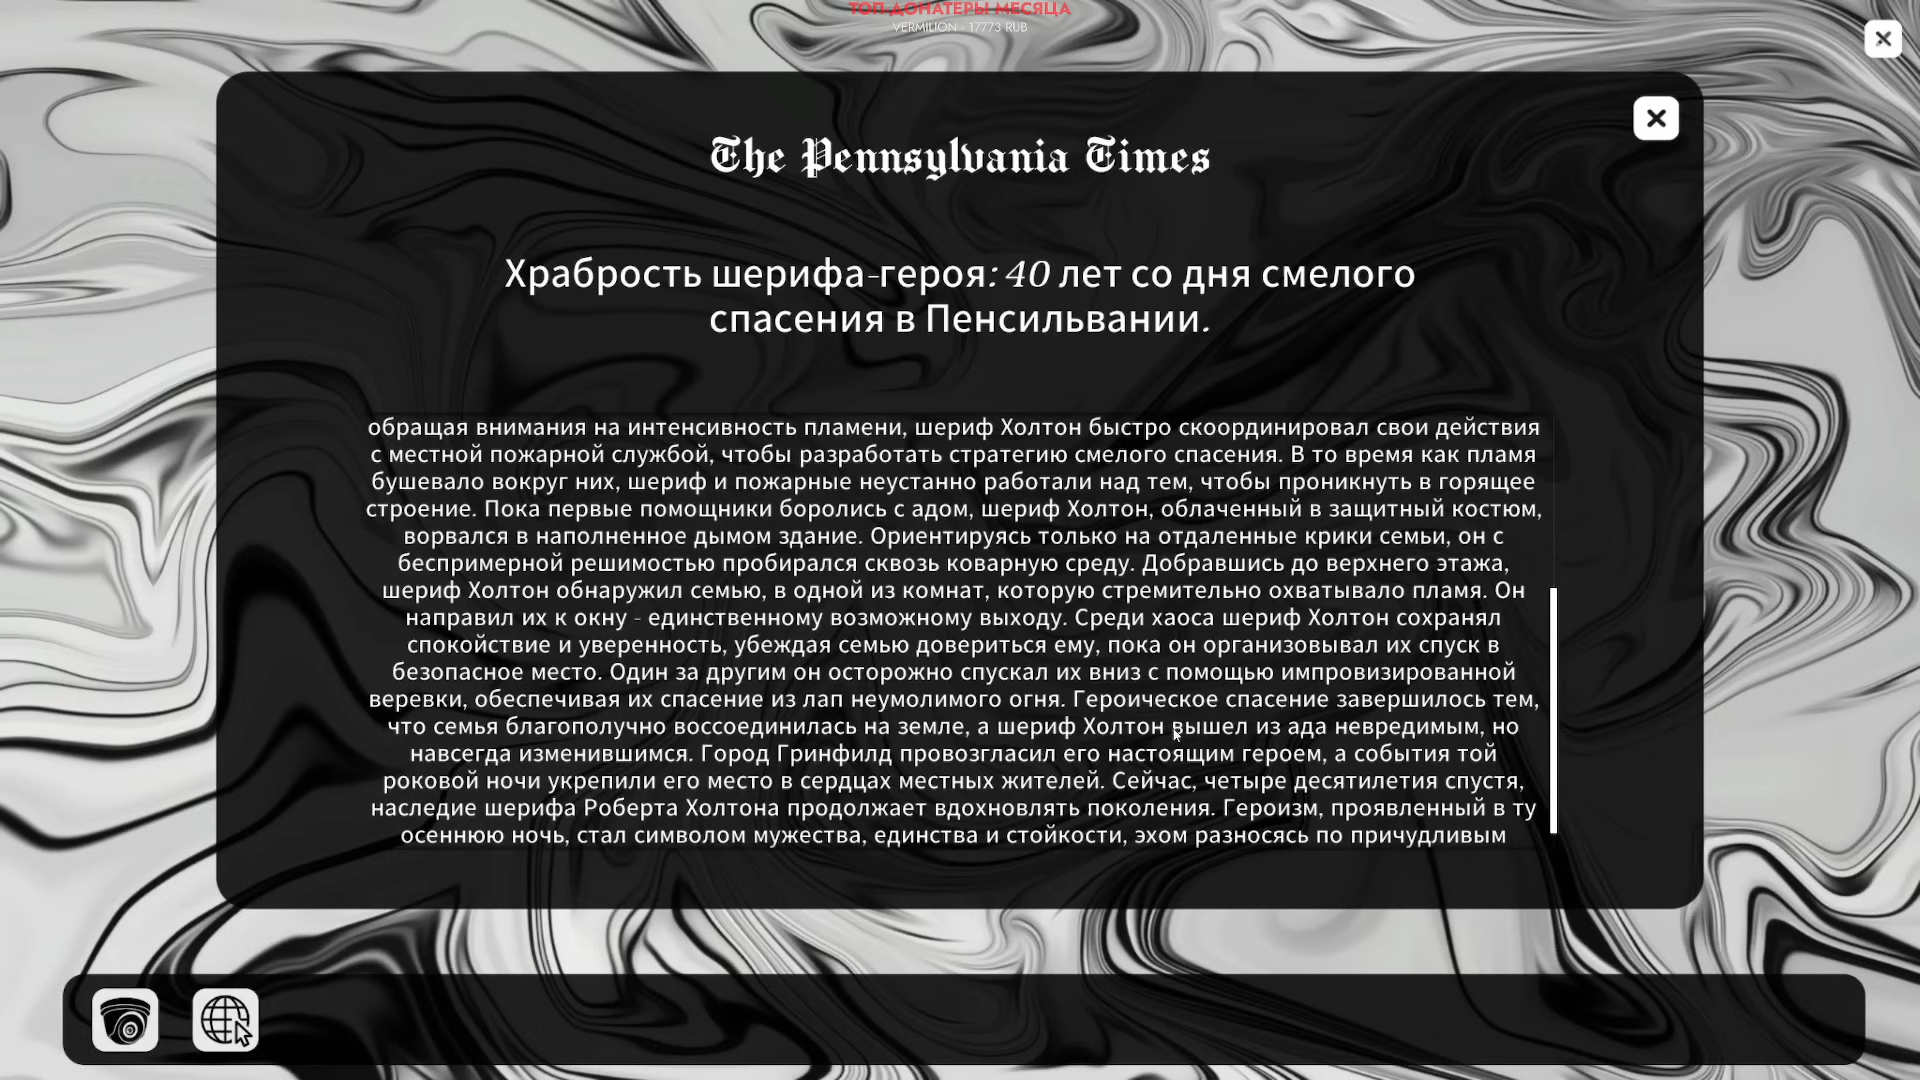 ТОП ДОНАТЕРЫ МЕСЯЦА
VERMILION - 17773 RUB
The Pennsylvania Times
Храбрость шерифа-героя: 40 лет со дня смелого
спасения в Пенсильвании.
обращая внимания на интенсивность пламени, шериф Холтон быстро скоординировал свои действия
с местной пожарной службой, чтобы разработать стратегию смелого спасения. В то время как пламя
бушевало вокруг них, шериф и пожарные неустанно работали над тем, чтобы проникнуть в горящее
строение. Пока первые помощники боролись с адом, шериф Холтон, облаченный в защитный костюм,
ворвался в наполненное дымом здание. Ориентируясь только на отдаленные крики семьи, он с
беспримерной решимостью пробирался сквозь коварную среду. Добравшись до верхнего этажа,
шериф Холтон обнаружил семью, в одной из комнат, которую стремительно охватывало пламя. Он
направил их к окну - единственному возможному выходу. Среди хаоса шериф Холтон сохранял
спокойствие и уверенность, убеждая семью довериться ему, пока он организовывал их спуск в
безопасное место. Один за другим он осторожно спускал их вниз с помощью импровизированной
веревки, обеспечивая их спасение из лап неумолимого огня. Героическое спасение завершилось тем,
что семья благополучно воссоединилась на земле, а шериф Холтон вышел из ада невредимым, но
навсегда изменившимся. Город Гринфилд провозгласил его настоящим героем, а события той
роковой ночи укрепили его место в сердцах местных жителей. Сейчас, четыре десятилетия спустя,
наследие шерифа Роберта Холтона продолжает вдохновлять поколения. Героизм, проявленный в ту
осеннюю ночь, стал символом мужества, единства и стойкости, эхом разносясь по причудливым